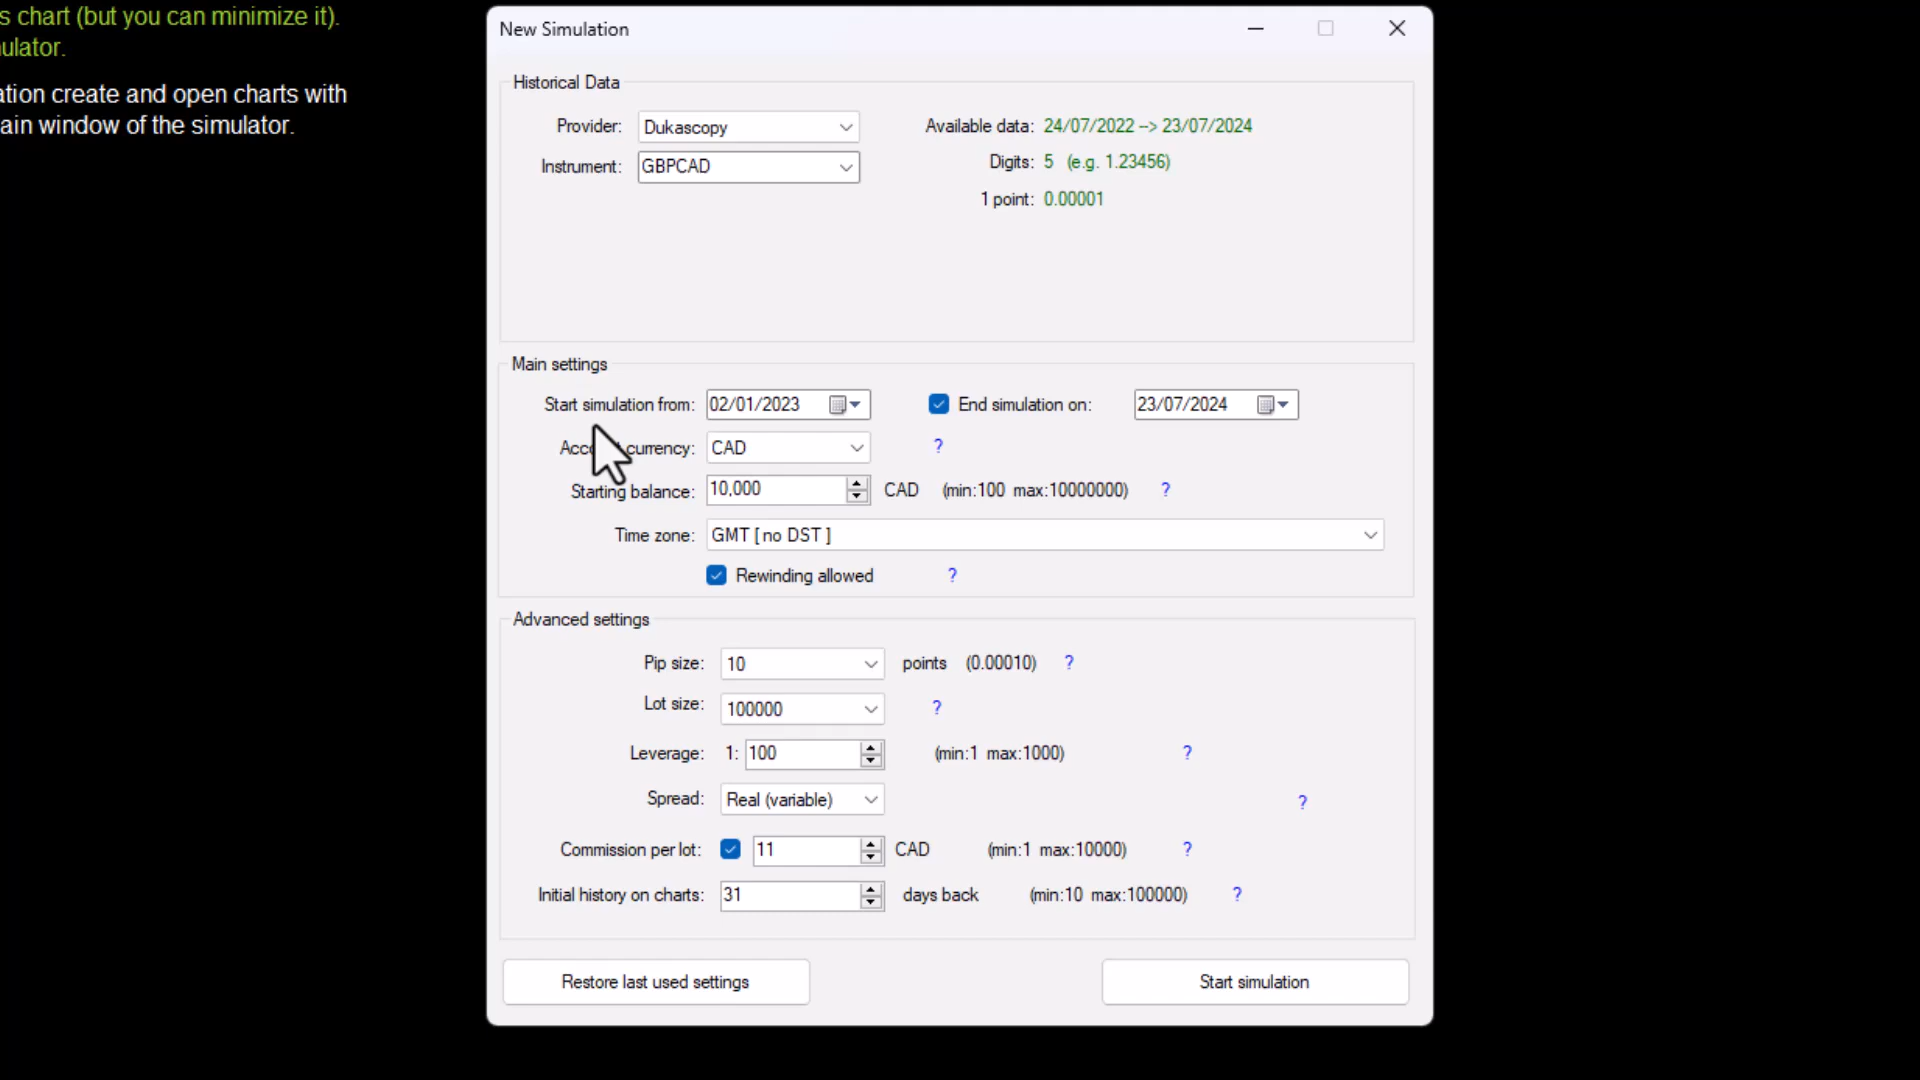 s chart (but you can minimize it).
ulator.
ation create and open charts with
ain window of the simulator.
New Simulation
Historical Data
Provider: Dukascopy Available data: 24/07/2022 --> 23/07/2024
Instrument: GBPCAD Digits: 5 (e.g. 1.23456)
1 point: 0.00001
Main settings
Start simulation from: 02/01/2023 End simulation on: 23/07/2024
Acco currency: CAD ?
Starting balance: 10,000 CAD (min:100 max:10000000) ?
Time zone: GMT [ no DST ]
Rewinding allowed ?
Advanced settings
Pip size: 10 points (0.00010) ?
Lot size: 100000 ?
Leverage: 1: 100 (min:1 max:1000) ?
Spread: Real (variable) ?
Commission per lot: 11 CAD (min:1 max:10000) ?
Initial history on charts: 31 days back (min:10 max:100000) ?
Restore last used settings Start simulation